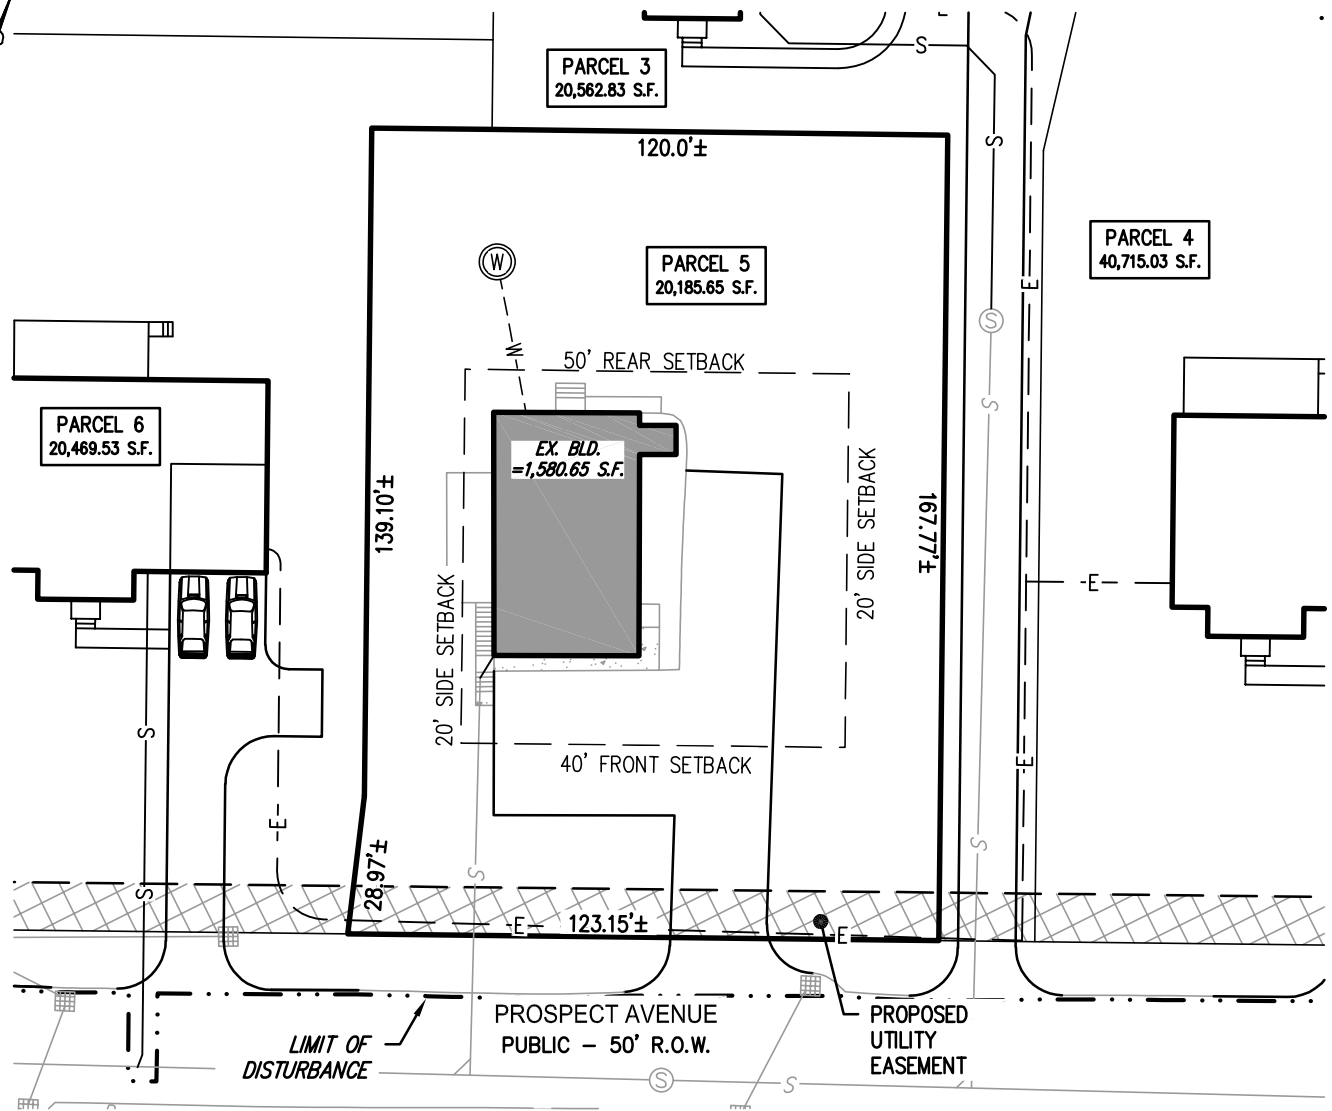 PARCEL 3
20,562.83 S.F.
S
120.0'±
S
PARCEL 4
40,715.03 S.F.
W
PARCEL 5
20,185.65 S.F.
E
S
W
50' REAR SETBACK
S
PARCEL 6
20,469.53 S.F.
EX. BLD.
=1,580.65 S.F.
139.10'±
20' SIDE SETBACK
167.77'±
E
20' SIDE SETBACK
S
40' FRONT SETBACK
E
E
28.97'±
S
S
S
E
123.15'±
E
PROSPECT AVENUE
PUBLIC - 50' R.O.W.
LIMIT OF
DISTURBANCE
PROPOSED
UTILITY
EASEMENT
S
S